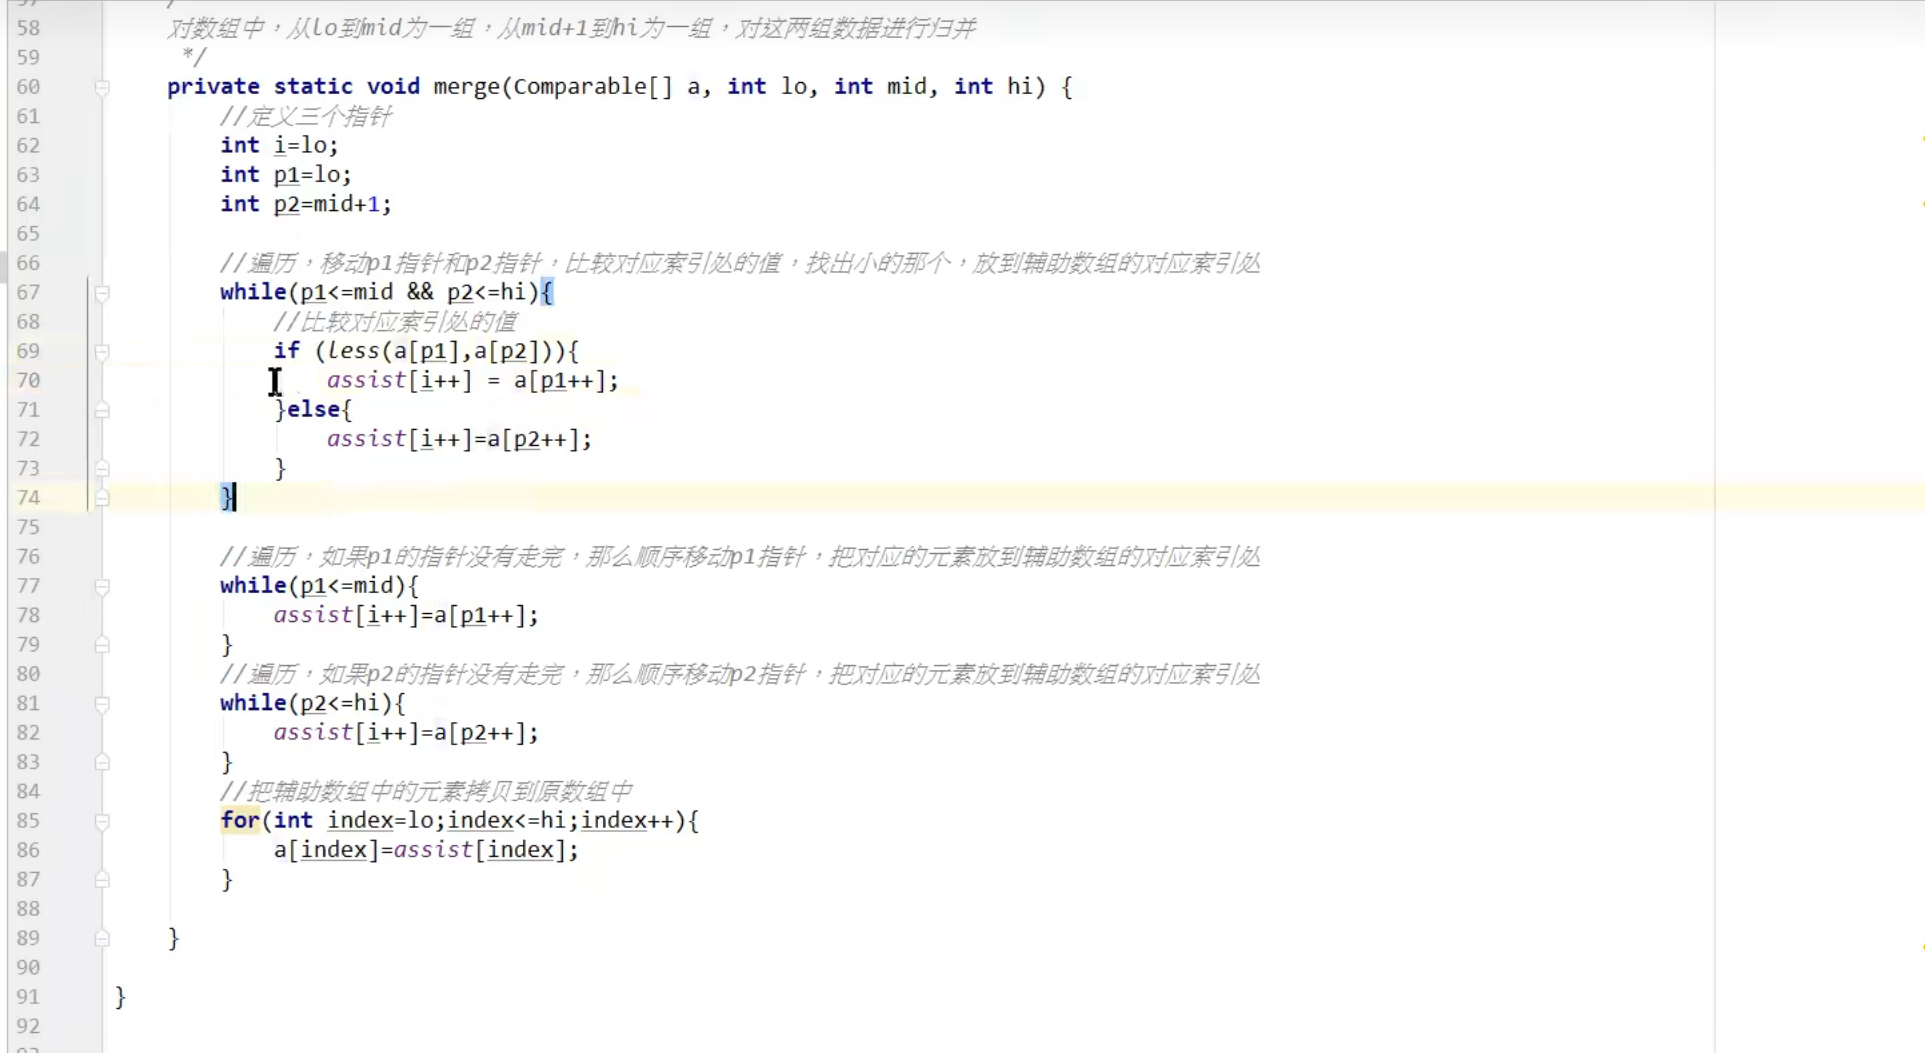 58 对数组中，从lo到mid为一组，从mid+1到hi为一组，对这两组数据进行归并
59 */
60 private static void merge(Comparable[] a, int lo, int mid, int hi) {
61 //定义三个指针
62 int i=lo;
63 int p1=lo;
64 int p2=mid+1;
65
66 //遍历，移动p1指针和p2指针，比较对应索引处的值，找出小的那个，放到辅助数组的对应索引处
67 while(p1<=mid && p2<=hi){
68 //比较对应索引处的值
69 if (less(a[p1],a[p2])){
70 assist[i++] = a[p1++];
71 }else{
72 assist[i++]=a[p2++];
73 }
74 }
75
76 //遍历，如果p1的指针没有走完，那么顺序移动p1指针，把对应的元素放到辅助数组的对应索引处
77 while(p1<=mid){
78 assist[i++]=a[p1++];
79 }
80 //遍历，如果p2的指针没有走完，那么顺序移动p2指针，把对应的元素放到辅助数组的对应索引处
81 while(p2<=hi){
82 assist[i++]=a[p2++];
83 }
84 //把辅助数组中的元素拷贝到原数组中
85 for(int index=lo;index<=hi;index++){
86 a[index]=assist[index];
87 }
88
89 }
90
91 }
92